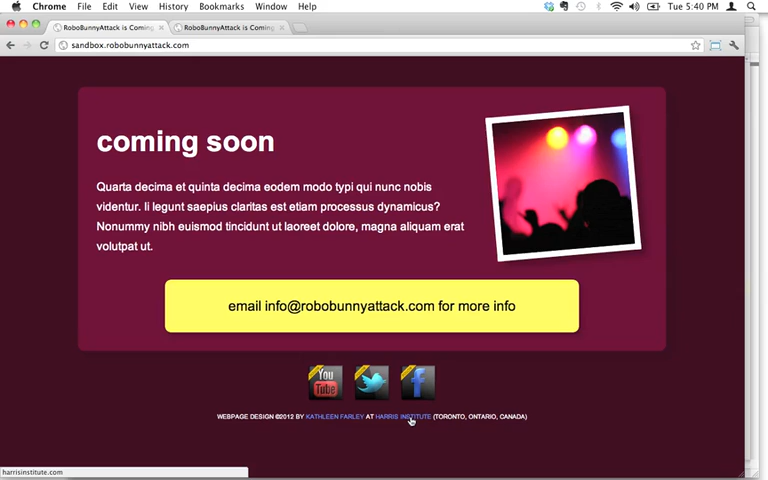 Chrome File Edit View History Bookmarks Window Help Tue 5:40 PM
RoboBunnyAttack is Coming RoboBunnyAttack is Coming
sandbox.robobunnyattack.com
coming soon
Quarta decima et quinta decima eodem modo typi qui nunc nobis
videntur. li legunt saepius claritas est etiam processus dynamicus?
Nonummy nibh euismod tincidunt ut laoreet dolore, magna aliquam erat
volutpat ut.
email info@robobunnyattack.com for more info
You
Tube
WEBPAGE DESIGN ©2012 BY KATHLEEN FARLEY AT HARRIS INSTITUTE (TORONTO, ONTARIO, CANADA)
harrisinstitute.com